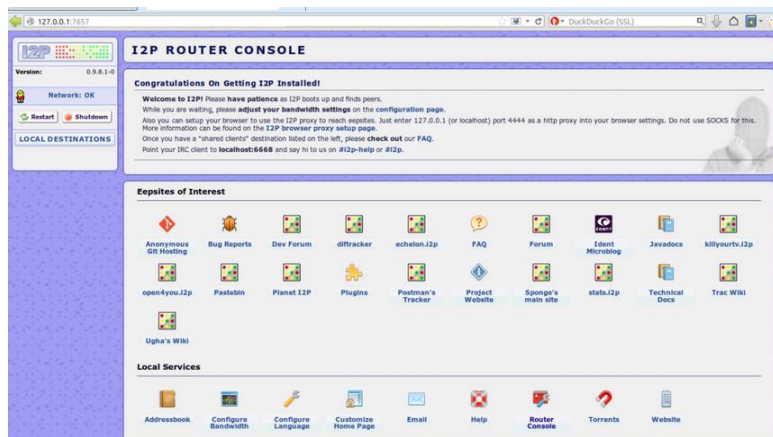 127.0.0.1:7657
DuckDuckGo (SSL)
I2P
I2P ROUTER CONSOLE
Version: 0.9.8.1-0
Network: OK
Restart Shutdown
LOCAL DESTINATIONS
Congratulations On Getting I2P Installed!
Welcome to I2P! Please have patience as I2P boots up and finds peers.
While you are waiting, please adjust your bandwidth settings on the configuration page.
Also you can setup your browser to use the I2P proxy to reach eepsites. Just enter 127.0.0.1 (or localhost) port 4444 as a http proxy into your browser settings. Do not use SOCKS for this.
More information can be found on the I2P browser proxy setup page.
Once you have a "shared clients" destination listed on the left, please check out our FAQ.
Point your IRC client to localhost:6668 and say hi to us on #i2p-help or #i2p.
Eepsites of Interest
Anonymous Git Hosting
Bug Reports
Dev Forum
diftracker
echelon.i2p
FAQ
Forum
Ident Microblog
Javadocs
killyourtv.i2p
open4you.i2p
Pastebin
Planet I2P
Plugins
Postman's Tracker
Project Website
Sponge's main site
stats.i2p
Technical Docs
Trac Wiki
Ugha's Wiki
Local Services
Addressbook
Configure Bandwidth
Configure Language
Customize Home Page
Email
Help
Router Console
Torrents
Website